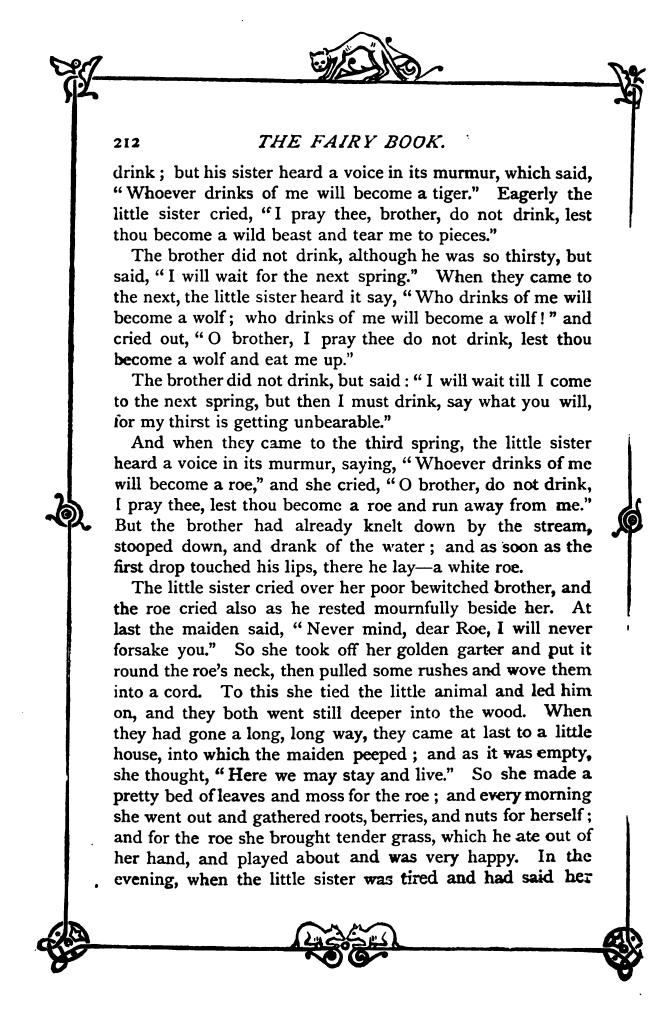 212 THE FAIRY BOOK.
drink ; but his sister heard a voice in its murmur, which said,
“Whoever drinks of me will become a tiger.” Eagerly the
little sister cried, “I pray thee, brother, do not drink, lest
thou become a wild beast and tear me to pieces.”
The brother did not drink, although he was so thirsty, but
said, “I will wait for the next spring.” When they came to
the next, the little sister heard it say, “Who drinks of me will
become a wolf ; who drinks of me will become a wolf!” and
cried out, “O brother, I pray thee do not drink, lest thou
become a wolf and eat me up.”
The brother did not drink, but said : “I will wait till I come
to the next spring, but then I must drink, say what you will,
for my thirst is getting unbearable.”
And when they came to the third spring, the little sister
heard a voice in its murmur, saying, “Whoever drinks of me
will become a roe,” and she cried, “O brother, do not drink,
I pray thee, lest thou become a roe and run away from me.”
But the brother had already knelt down by the stream,
stooped down, and drank of the water ; and as soon as the
first drop touched his lips, there he lay—a white roe.
The little sister cried over her poor bewitched brother, and
the roe cried also as he rested mournfully beside her. At
last the maiden said, “Never mind, dear Roe, I will never
forsake you.” So she took off her golden garter and put it
round the roe’s neck, then pulled some rushes and wove them
into a cord. To this she tied the little animal and led him
on, and they both went still deeper into the wood. When
they had gone a long, long way, they came at last to a little
house, into which the maiden peeped ; and as it was empty,
she thought, “Here we may stay and live.” So she made a
pretty bed of leaves and moss for the roe ; and every morning
she went out and gathered roots, berries, and nuts for herself ;
and for the roe she brought tender grass, which he ate out of
her hand, and played about and was very happy. In the
evening, when the little sister was tired and had said her